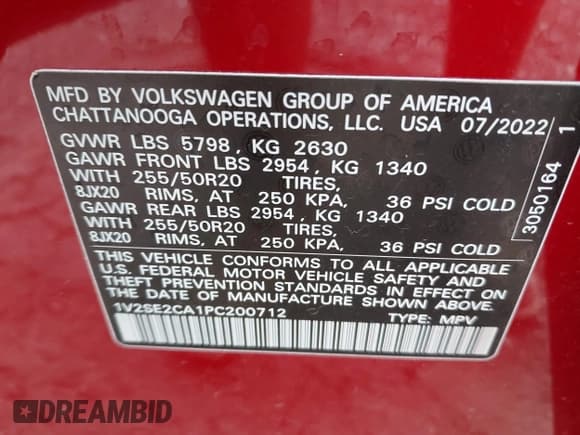 MFD BY VOLKSWAGEN GROUP OF AMERICA
CHATTANOOGA OPERATIONS, LLC. USA 07/2022
GVWR LBS 5798, KG 2630
GAWR FRONT LBS 2954, KG 1340
WITH 255/50R20 TIRES,
8JX20 RIMS, AT 250 KPA, 36 PSI COLD
GAWR REAR LBS 2954, KG 1340
WITH 255/50R20 TIRES,
8JX20 RIMS, AT 250 KPA, 36 PSI COLD
THIS VEHICLE CONFORMS TO ALL APPLICABLE
U.S. FEDERAL MOTOR VEHICLE SAFETY AND
THEFT PREVENTION STANDARDS IN EFFECT ON
THE DATE OF MANUFACTURE SHOWN ABOVE.
1V2SE2CA1PC200712 TYPE: MPV
3050164 1
DREAMBID